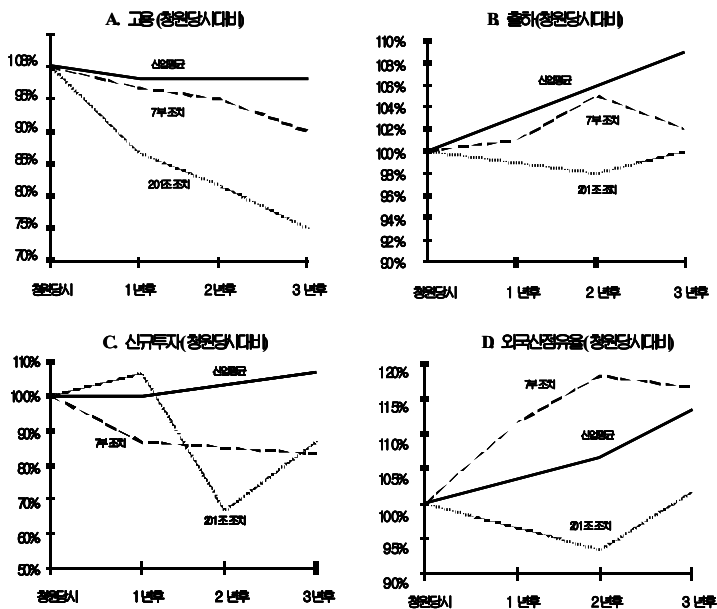 A. 고용 (청원당시대비)
100%
95%
90%
85%
80%
75%
70%
산업평균
7부 조치
201조 조치
청원당시 1 년후 2 년후 3 년후
B. 출하 (청원당시대비)
110%
108%
106%
104%
102%
100%
98%
96%
94%
92%
90%
산업평균
7부 조치
201조 조치
청원당시 1 년후 2 년후 3 년후
C. 신규투자 (청원당시대비)
110%
100%
90%
80%
70%
60%
50%
산업평균
7부 조치
201조 조치
청원당시 1 년후 2 년후 3 년후
D. 외국산점유율 (청원당시대비)
120%
115%
110%
105%
100%
95%
90%
7부 조치
산업평균
201조 조치
청원당시 1 년후 2 년후 3 년후